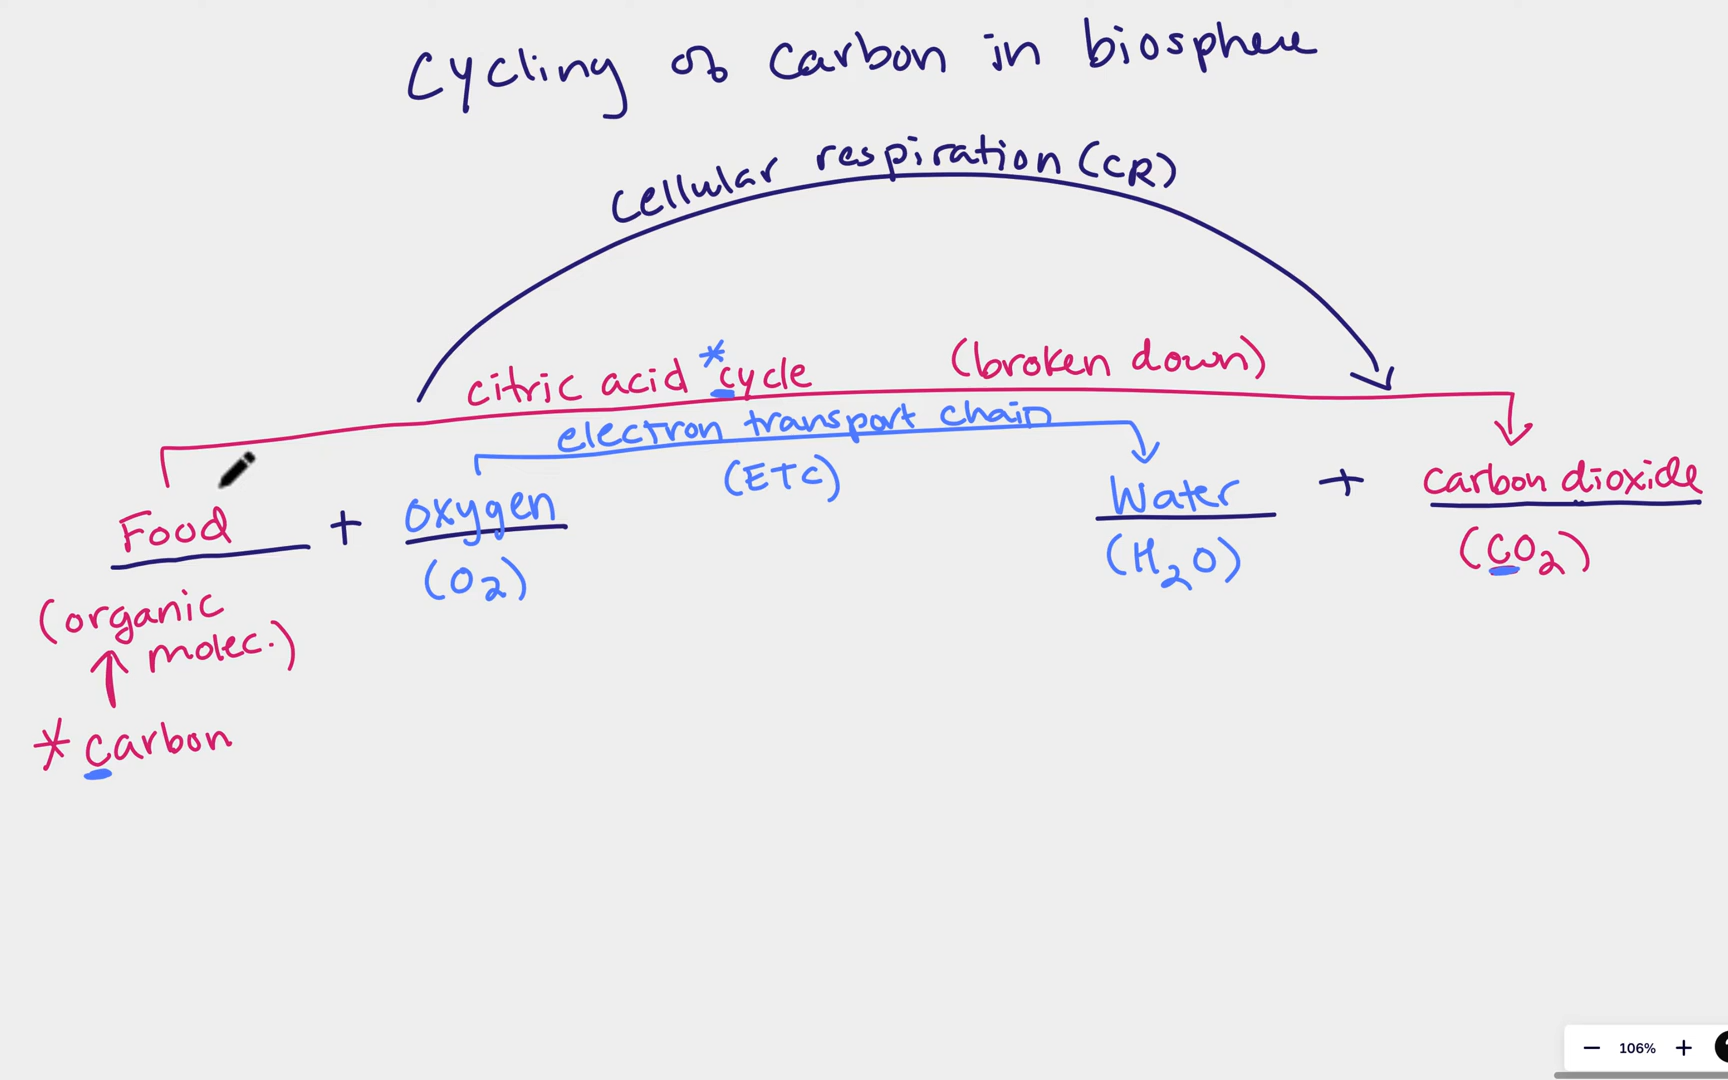 Cycling of carbon in biosphere
cellular respiration (CR)
citric acid *cycle (broken down)
electron transport chain
(ETC)
Food + oxygen
Water + carbon dioxide
(O2)
(H2O)
(CO2)
(organic
molec.)
* carbon
106%